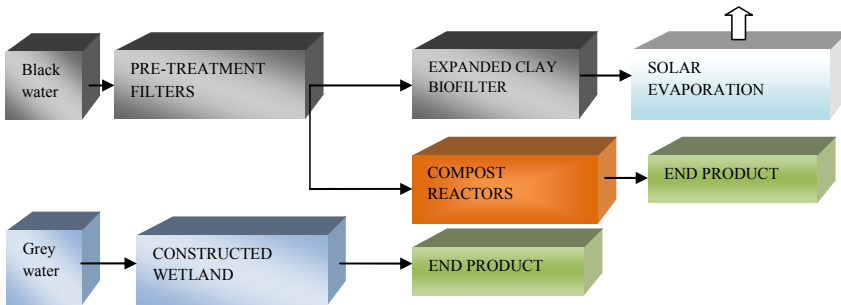 Black
water
PRE-TREATMENT
FILTERS
EXPANDED CLAY
BIOFILTER
SOLAR
EVAPORATION
COMPOST
REACTORS
END PRODUCT
Grey
water
CONSTRUCTED
WETLAND
END PRODUCT